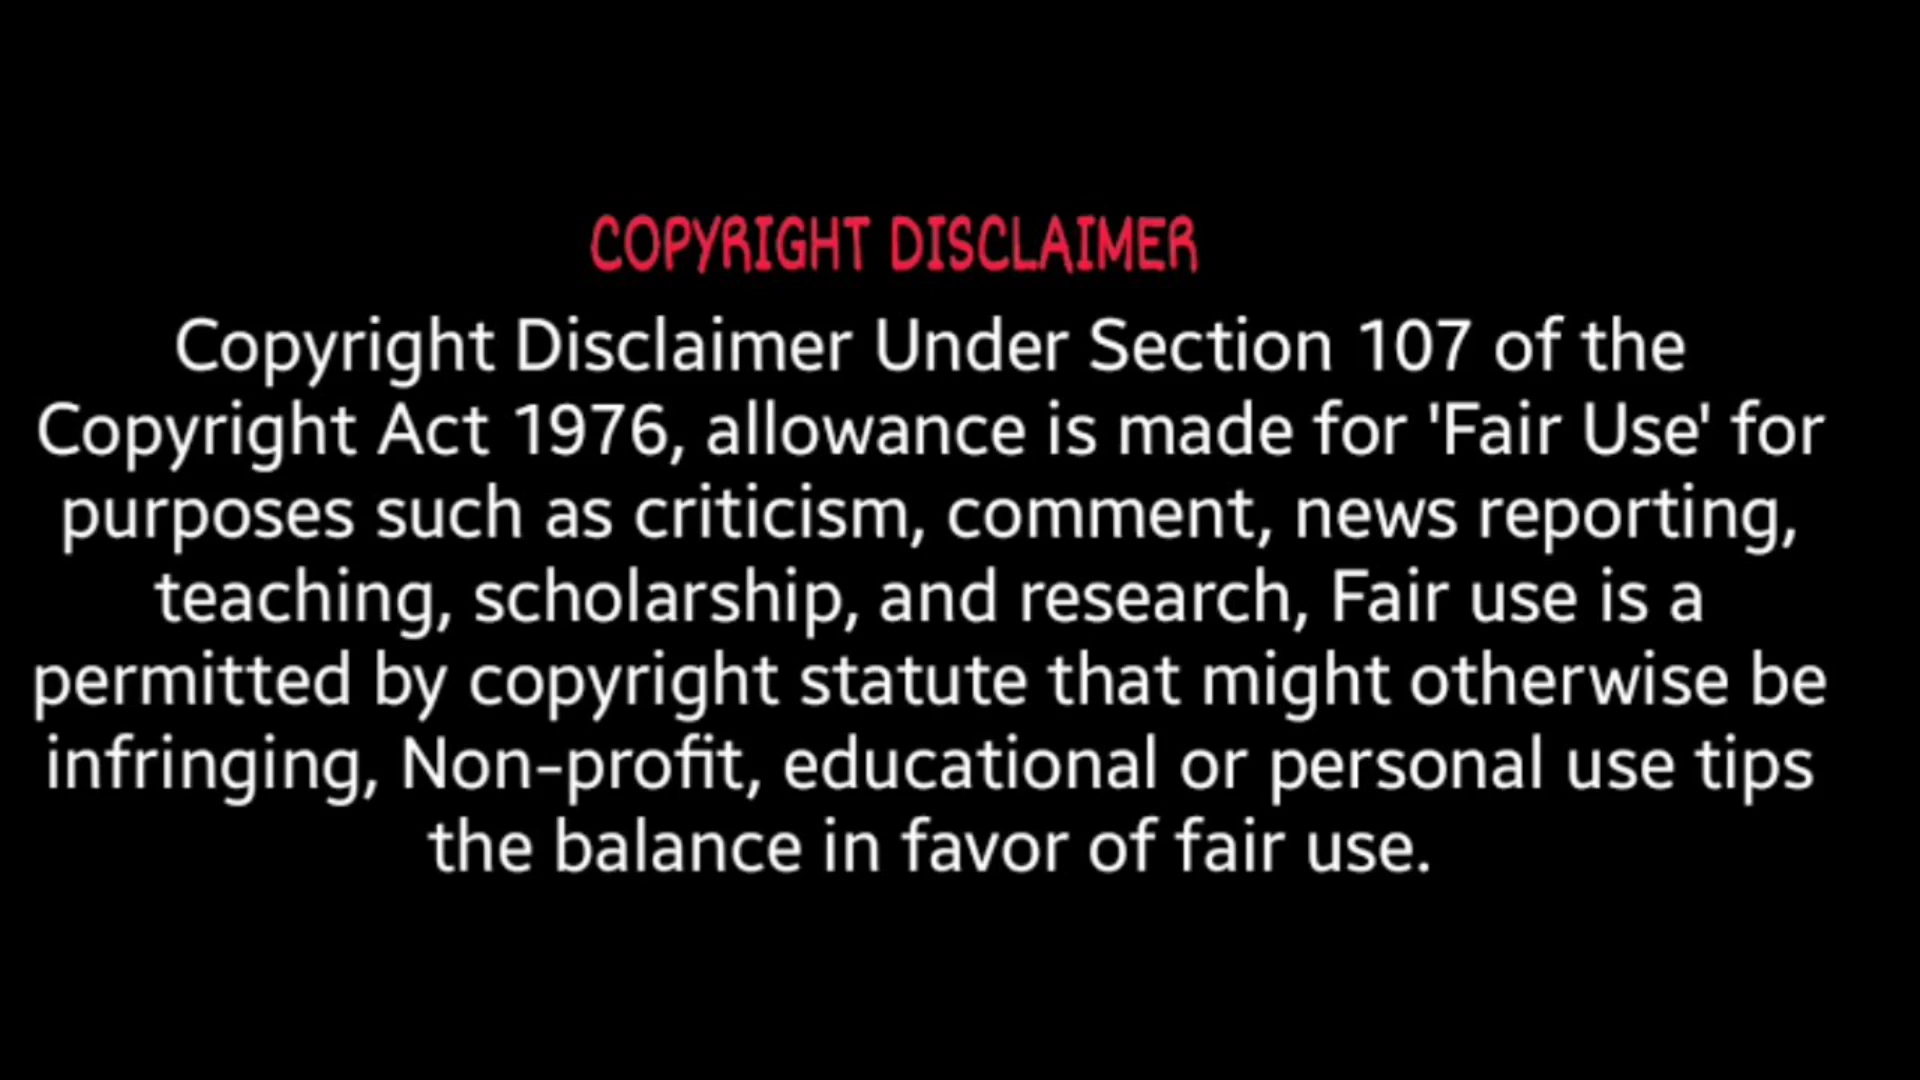 COPYRIGHT DISCLAIMER
Copyright Disclaimer Under Section 107 of the
Copyright Act 1976, allowance is made for 'Fair Use' for
purposes such as criticism, comment, news reporting,
teaching, scholarship, and research, Fair use is a
permitted by copyright statute that might otherwise be
infringing, Non-profit, educational or personal use tips
the balance in favor of fair use.